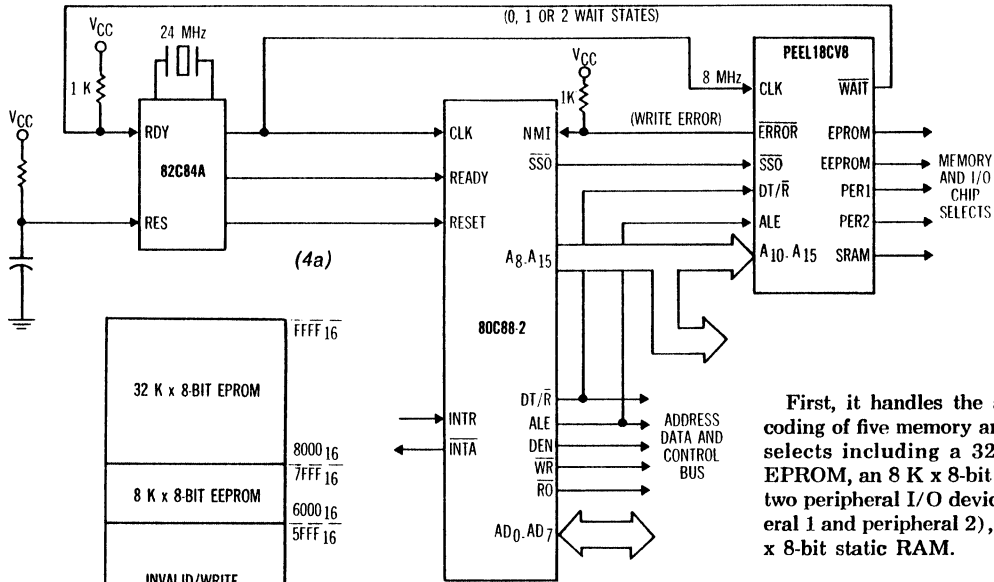 (0, 1 OR 2 WAIT STATES)
VCC
24 MHz
1 K
VCC
RDY
82C84A
RES
(4a)
VCC
1K
(WRITE ERROR)
8 MHz
CLK
NMI
SSO
READY
RESET
A8-A15
80C88-2
INTR
INTA
DT/R
ALE
DEN
WR
RO
AD0-AD7
ADDRESS
DATA AND
CONTROL
BUS
PEEL18CV8
CLK
WAIT
ERROR
EPROM
SSO
EEPROM
DT/R
PER1
ALE
PER2
A10-A15
SRAM
MEMORY
AND I/O
CHIP
SELECTS
FFFF16
32 K x 8-BIT EPROM
800016
7FFF16
8 K x 8-BIT EEPROM
600016
5FFF16
INVALID/WRITE
First, it handles the
coding of five memory an
selects including a 32
EPROM, an 8 K x 8-bit
two peripheral I/O devic
eral 1 and peripheral 2),
x 8-bit static RAM.